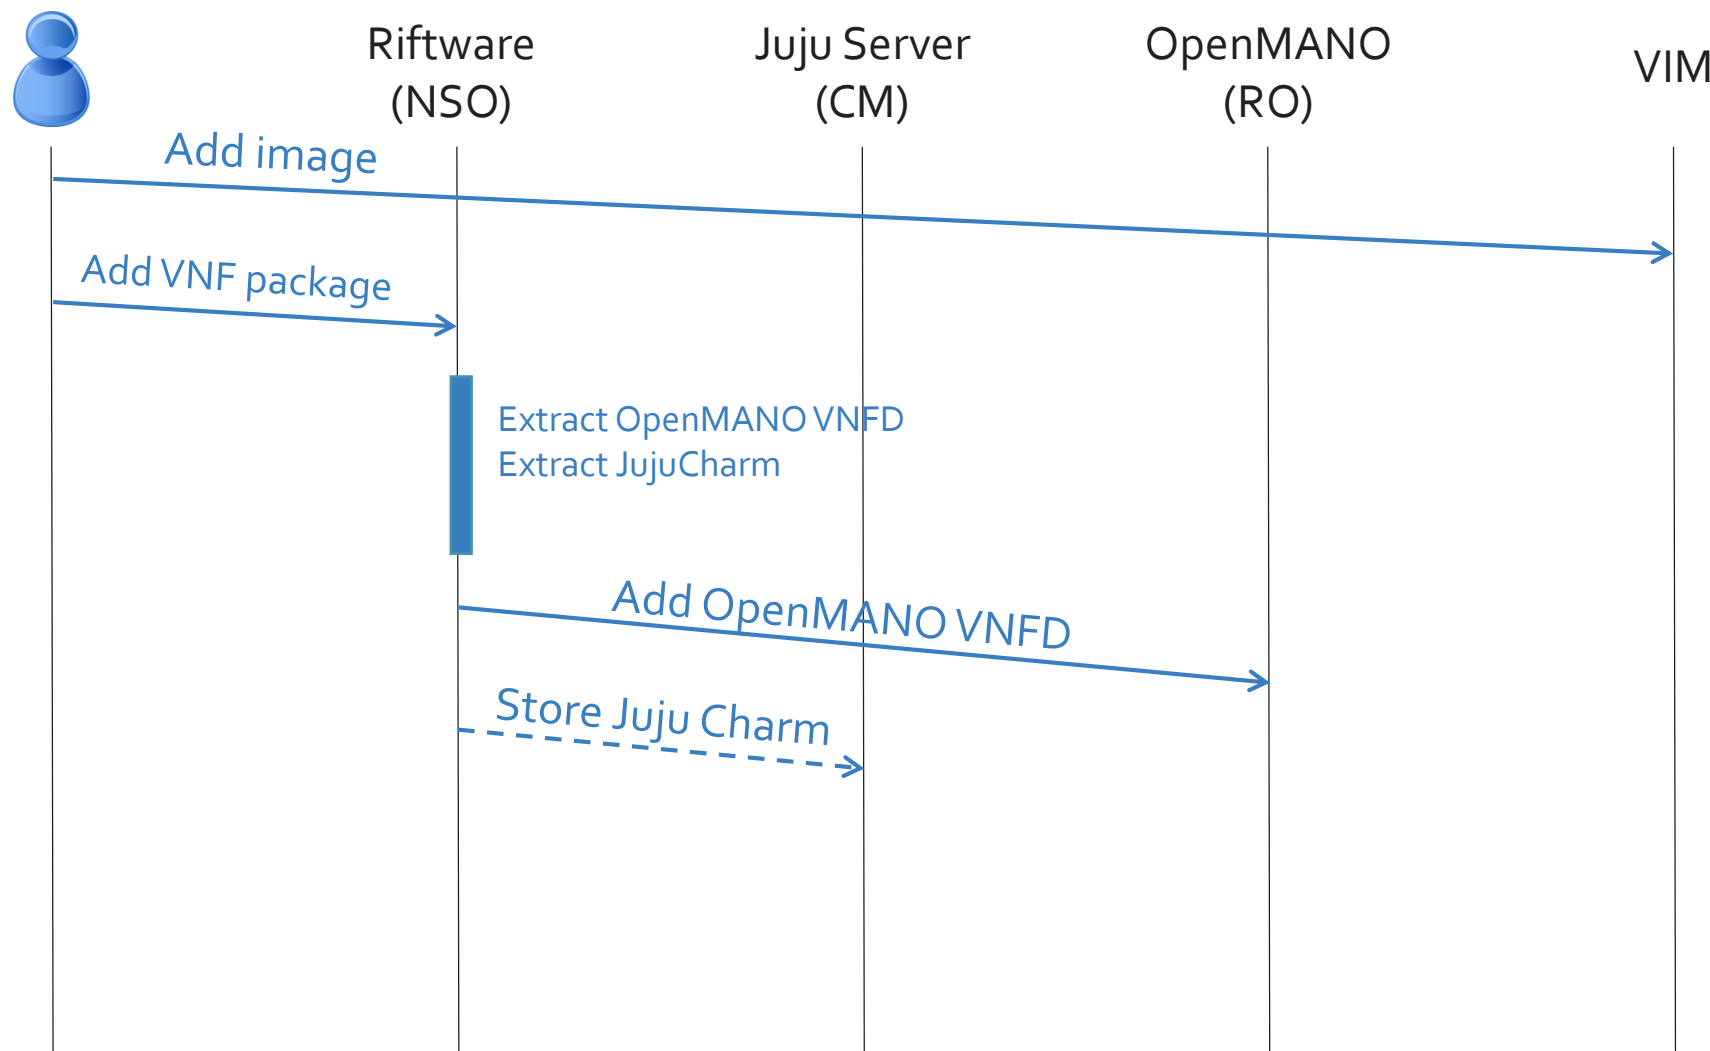 Riftware
(NSO)
Juju Server
(CM)
OpenMANO
(RO)
VIM
Add image
Add VNF package
Extract OpenMANO VNFD
Extract JujuCharm
Add OpenMANO VNFD
Store Juju Charm